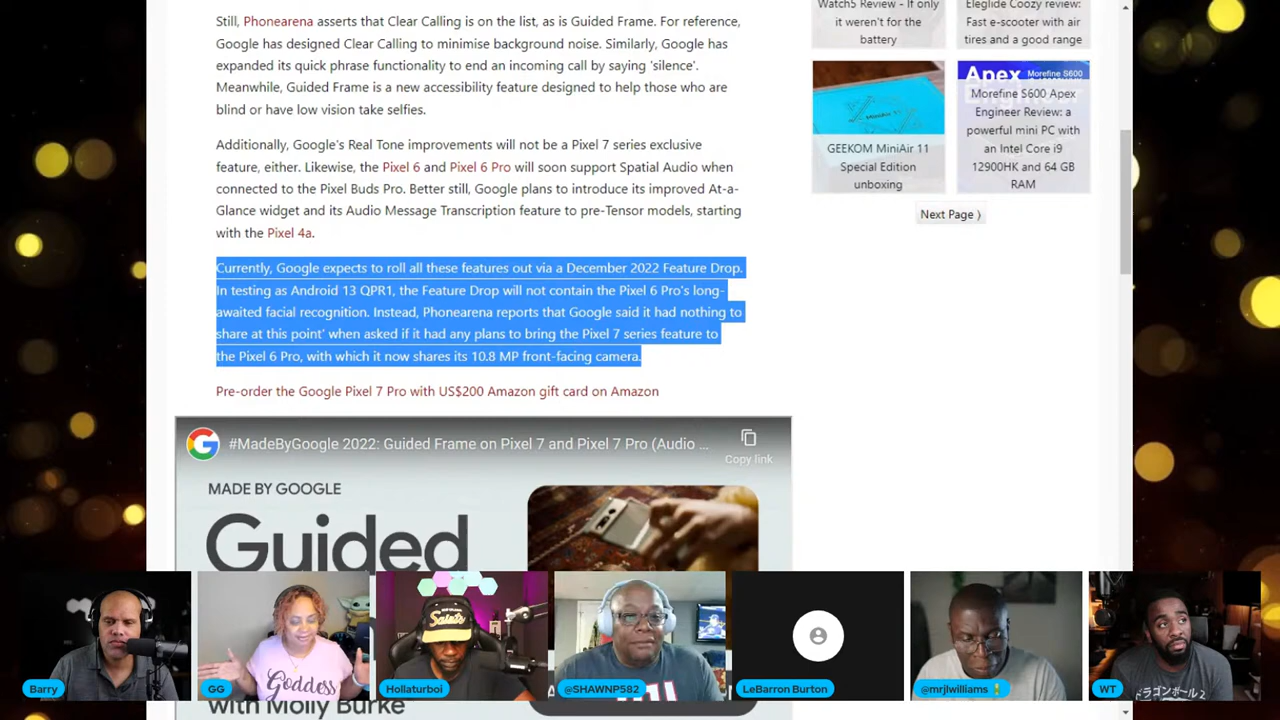 Still, Phonearena asserts that Clear Calling is on the list, as is Guided Frame. For reference,
Google has designed Clear Calling to minimise background noise. Similarly, Google has
expanded its quick phrase functionality to end an incoming call by saying 'silence'.
Meanwhile, Guided Frame is a new accessibility feature designed to help those who are
blind or have low vision take selfies.
Additionally, Google's Real Tone improvements will not be a Pixel 7 series exclusive
feature, either. Likewise, the Pixel 6 and Pixel 6 Pro will soon support Spatial Audio when
connected to the Pixel Buds Pro. Better still, Google plans to introduce its improved At-a-
Glance widget and its Audio Message Transcription feature to pre-Tensor models, starting
with the Pixel 4a.
Currently, Google expects to roll all these features out via a December 2022 Feature Drop.
In testing as Android 13 QPR1, the Feature Drop will not contain the Pixel 6 Pro's long-
awaited facial recognition. Instead, Phonearena reports that Google said it had nothing to
share at this point' when asked if it had any plans to bring the Pixel 7 series feature to
the Pixel 6 Pro, with which it now shares its 10.8 MP front-facing camera.
Pre-order the Google Pixel 7 Pro with US$200 Amazon gift card on Amazon
#MadeByGoogle 2022: Guided Frame on Pixel 7 and Pixel 7 Pro (Audio ...
Copy link
MADE BY GOOGLE
Guided
with Molly Burke
Watch5 Review - If only
it weren't for the
battery
Eleglide Coozy review:
Fast e-scooter with air
tires and a good range
GEEKOM MiniAir 11
Special Edition
unboxing
Apex
Morefine S600
Morefine S600 Apex
Engineer Review: a
powerful mini PC with
an Intel Core i9
12900HK and 64 GB
RAM
Next Page ⟩
Goddess
Saints
ドラゴンボール2
Barry
GG
Hollaturboi
@SHAWNP582
LeBarron Burton
@mrjlwilliams
WT